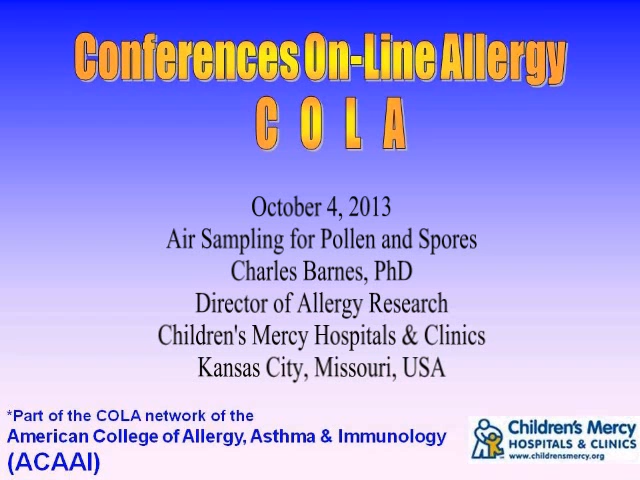 Conferences On-Line Allergy
C O L A
October 4, 2013
Air Sampling for Pollen and Spores
Charles Barnes, PhD
Director of Allergy Research
Children's Mercy Hospitals & Clinics
Kansas City, Missouri, USA
*Part of the COLA network of the
American College of Allergy, Asthma & Immunology
(ACAAI)
Children's Mercy
HOSPITALS & CLINICS
www.childrensmercy.org